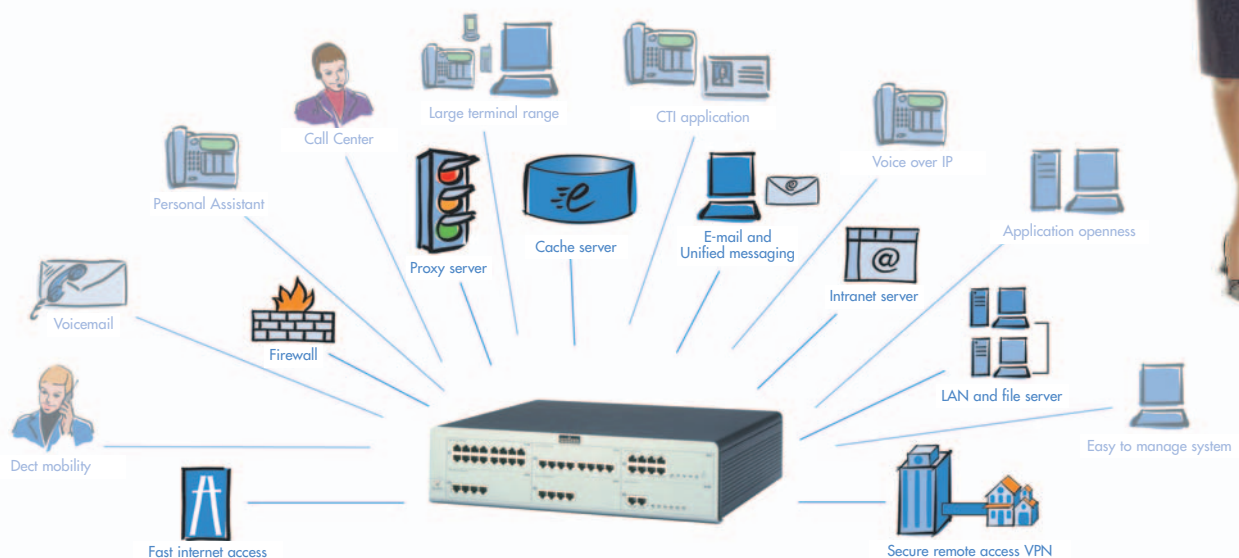 Large terminal range
CTI application
Call Center
Voice over IP
Personal Assistant
Application openness
Cache server
E-mail and
Unified messaging
Proxy server
Intranet server
Voicemail
Firewall
LAN and file server
Easy to manage system
Dect mobility
Fast internet access
Secure remote access VPN
@
@
e